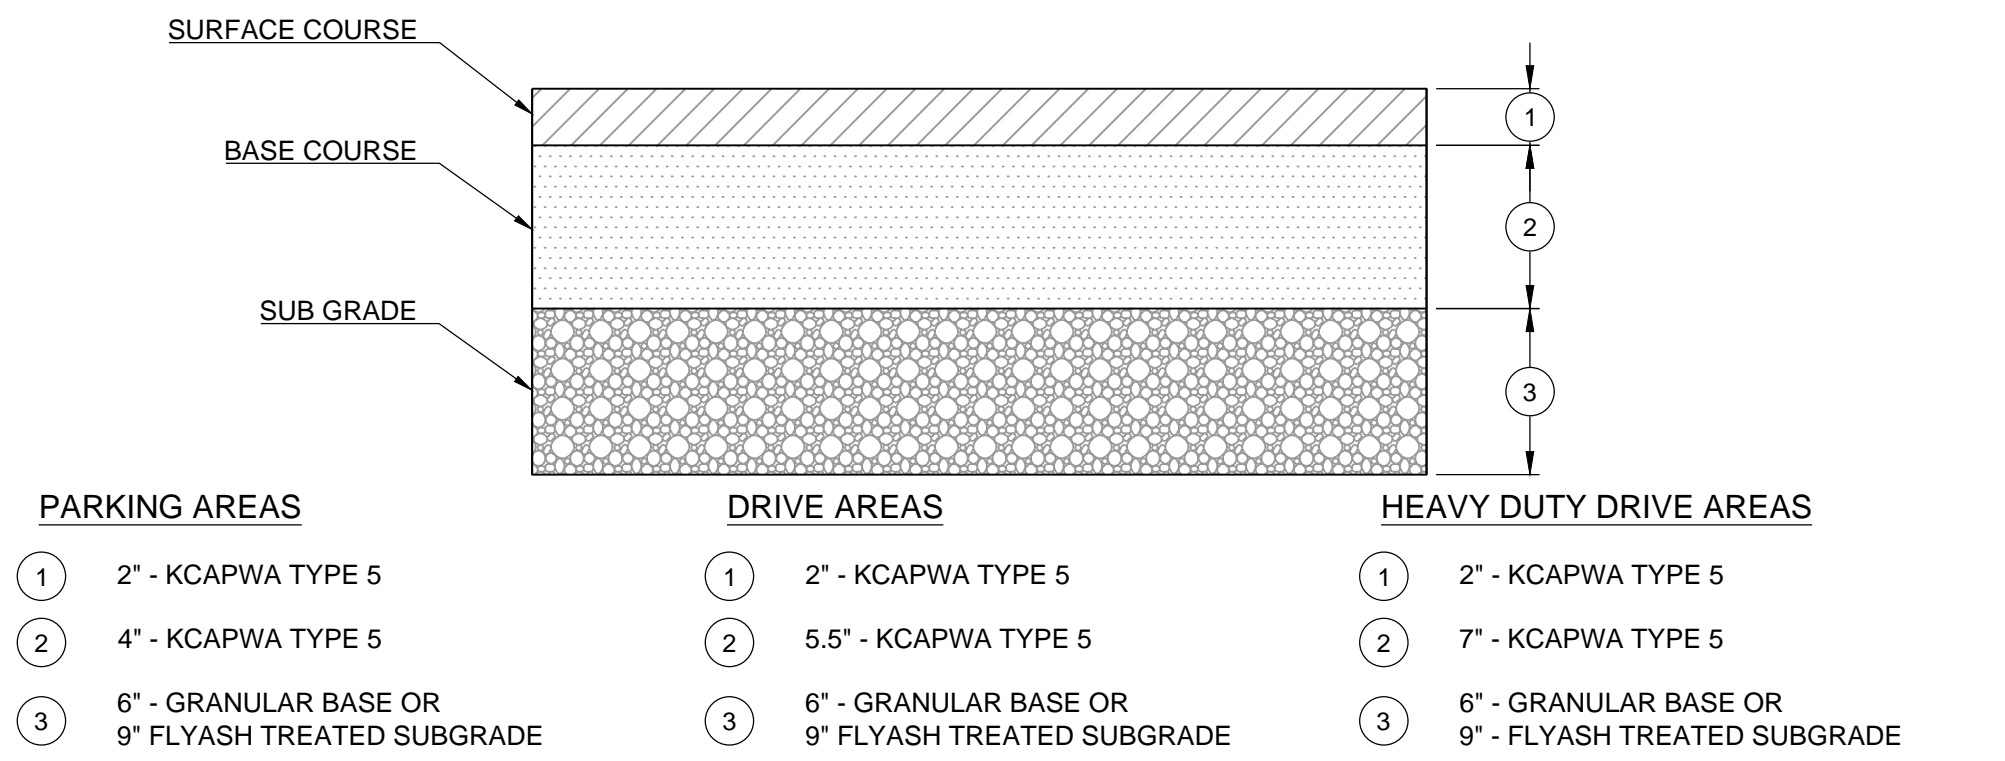 SURFACE COURSE
BASE COURSE
SUB GRADE
1
2
3
PARKING AREAS
1 2" - KCAPWA TYPE 5
2 4" - KCAPWA TYPE 5
3 6" - GRANULAR BASE OR
9" FLYASH TREATED SUBGRADE
DRIVE AREAS
1 2" - KCAPWA TYPE 5
2 5.5" - KCAPWA TYPE 5
3 6" - GRANULAR BASE OR
9" FLYASH TREATED SUBGRADE
HEAVY DUTY DRIVE AREAS
1 2" - KCAPWA TYPE 5
2 7" - KCAPWA TYPE 5
3 6" - GRANULAR BASE OR
9" - FLYASH TREATED SUBGRADE